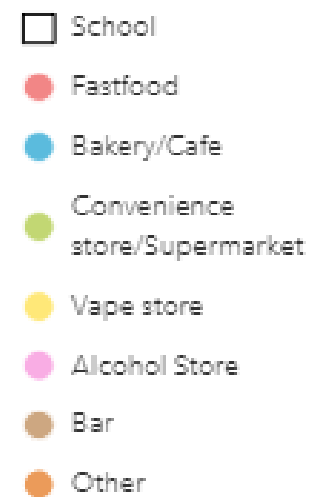 School
Fastfood
Bakery/Cafe
Convenience
store/Supermarket
Vape store
Alcohol Store
Bar
Other